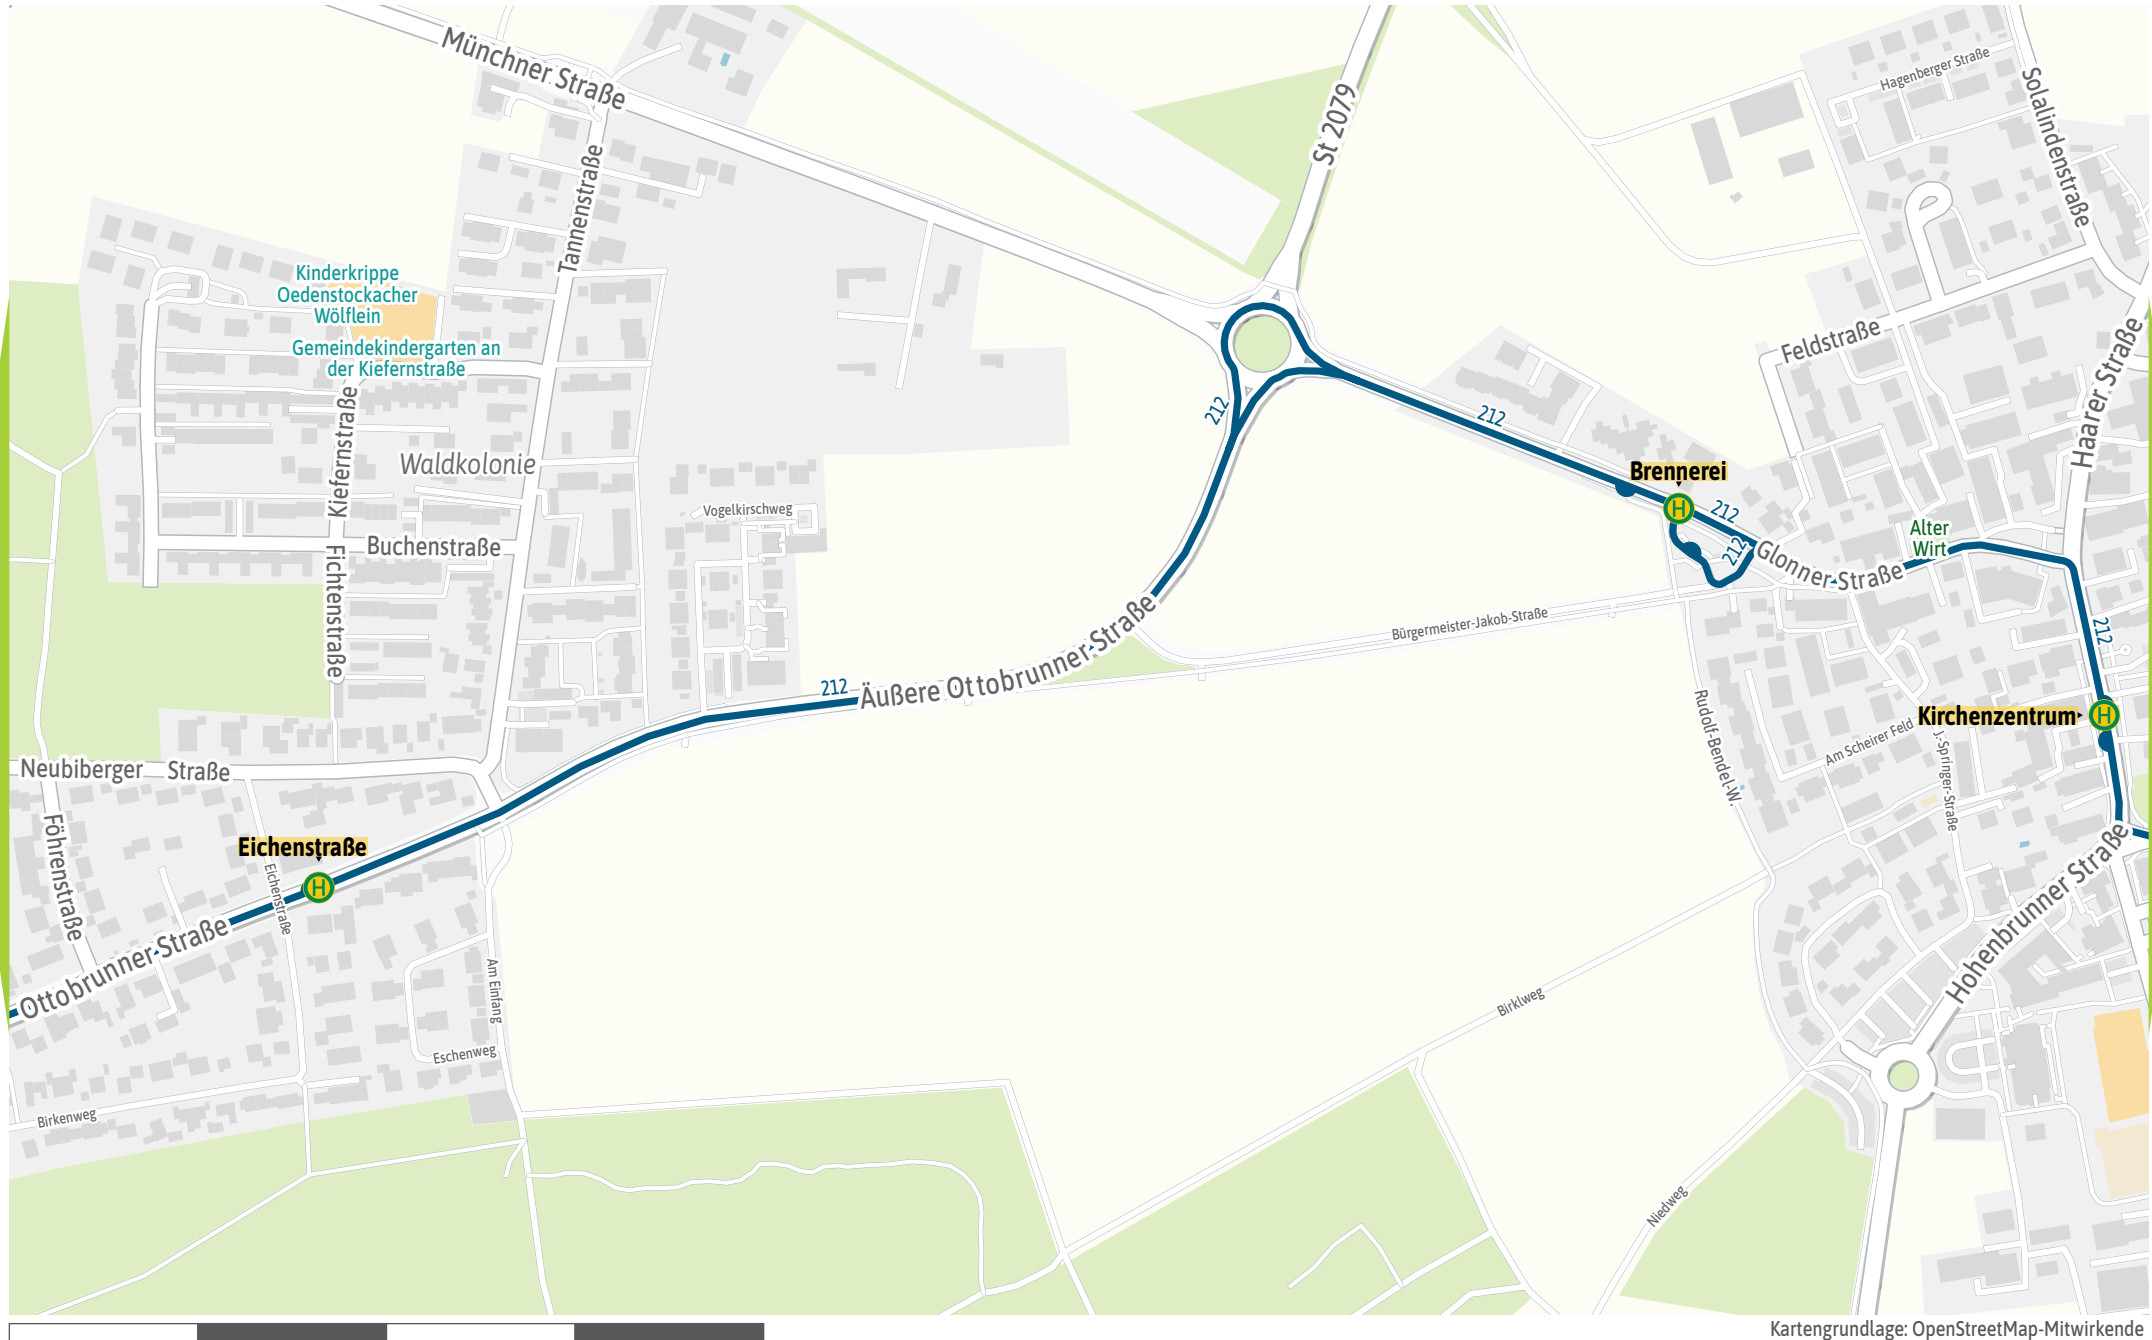 Münchner Straße
St 2079
Hagenberger Straße
Solalindenstraße
Tannenstraße
Kinderkrippe
Oedenstockacher
Wölflein
Gemeindekindergarten an
der Kiefernstraße
Feldstraße
Haarer Straße
212
212
Kiefernstraße
Waldkolonie
Brennerei
H
Vogelkirschweg
212
212
Alter
Wirt
Glonner Straße
Buchenstraße
Fichtenstraße
Bürgermeister-Jakob-Straße
212
Äußere Ottobrunner Straße
212
Rudolf-Bendel-W.
Kirchenzentrum
H
Am Scheirer Feld
J.-Springer-Straße
Neubiberger Straße
Föhrenstraße
Eichenstraße
H
Eichenstraße
Ottobrunner Straße
Hohenbrunner Straße
Am Einfang
Eschenweg
Birklweg
Birkenweg
Niedweg
Kartengrundlage: OpenStreetMap-Mitwirkende